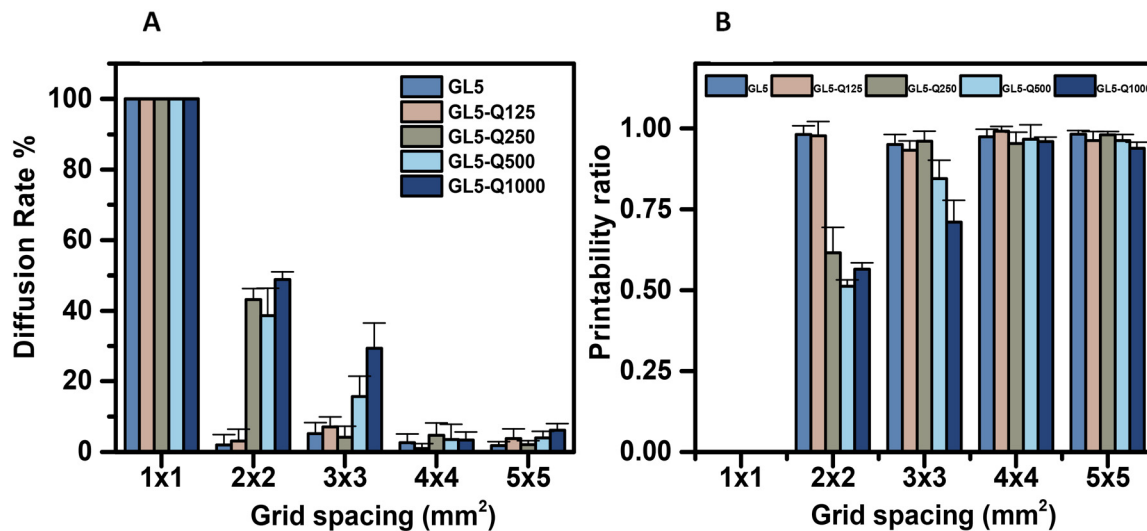 A
Diffusion Rate %
100
80
60
40
20
0
GL5
GL5-Q125
GL5-Q250
GL5-Q500
GL5-Q1000
1x1 2x2 3x3 4x4 5x5
Grid spacing (mm²)
B
Printability ratio
1.00
0.75
0.50
0.25
0.00
GL5 GL5-Q125 GL5-Q250 GL5-Q500 GL5-Q1000
1x1 2x2 3x3 4x4 5x5
Grid spacing (mm²)